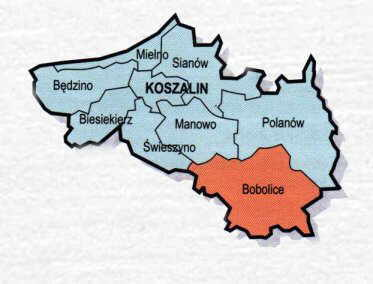 Mielno
Sianów
Będzino
KOSZALIN
Biesiekierz
Manowo
Polanów
Świeszyno
Bobolice